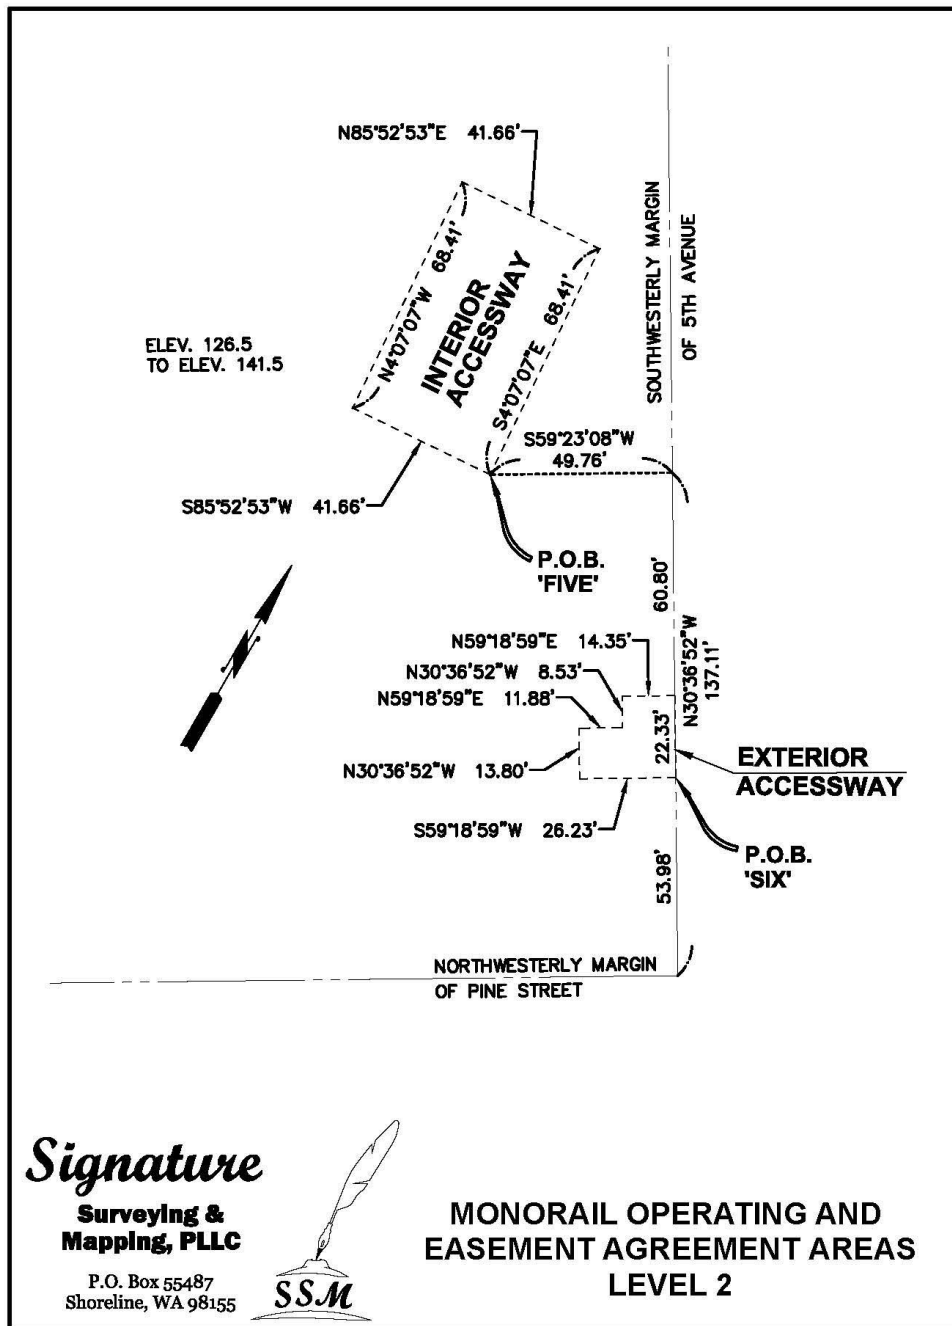 N85°52'53"E 41.66'
SOUTHWESTERLY MARGIN
OF 5TH AVENUE
N4°07'07"W 68.41'
INTERIOR
ACCESSWAY
S4°07'07"E 68.41'
ELEV. 126.5
TO ELEV. 141.5
S59°23'08"W
49.76'
S85°52'53"W 41.66'
P.O.B.
'FIVE'
60.80'
N30°36'52"W
137.11'
N59°18'59"E 14.35'
N30°36'52"W 8.53'
N59°18'59"E 11.88'
22.33'
N30°36'52"W 13.80'
EXTERIOR
ACCESSWAY
S59°18'59"W 26.23'
P.O.B.
'SIX'
53.98'
NORTHWESTERLY MARGIN
OF PINE STREET
Signature
Surveying &
Mapping, PLLC
P.O. Box 55487
Shoreline, WA 98155
SSM
MONORAIL OPERATING AND
EASEMENT AGREEMENT AREAS
LEVEL 2